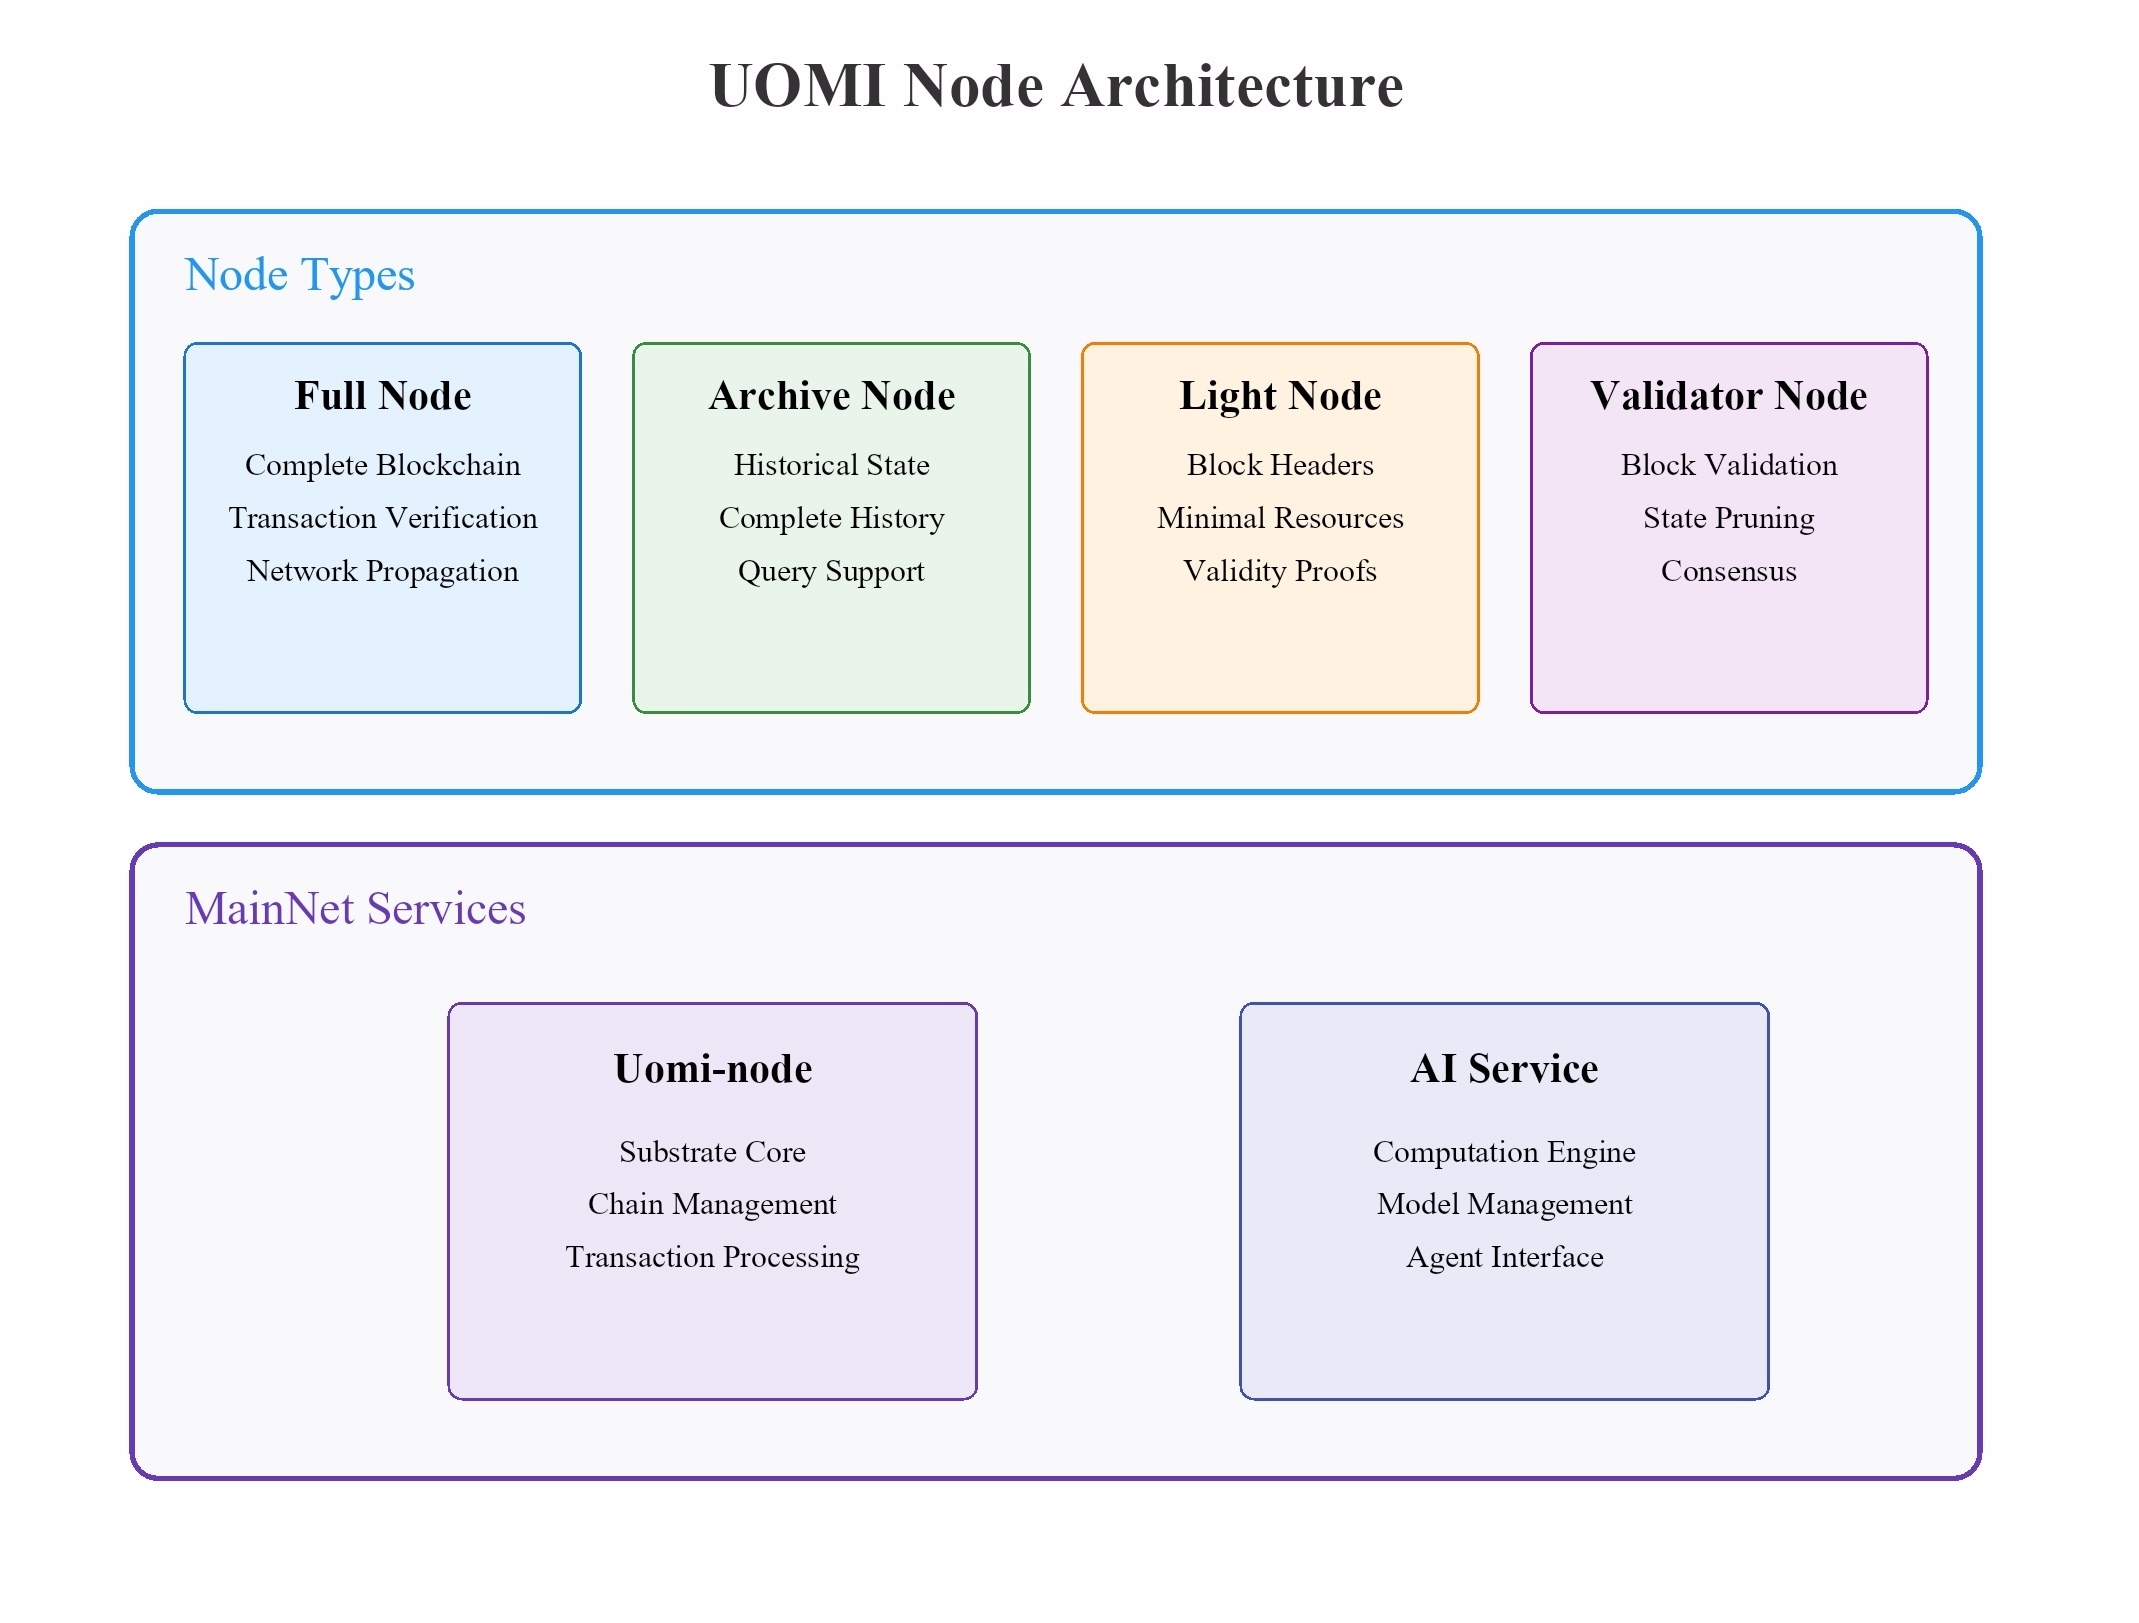 UOMI Node Architecture
Node Types
Full Node
Complete Blockchain
Transaction Verification
Network Propagation
Archive Node
Historical State
Complete History
Query Support
Light Node
Block Headers
Minimal Resources
Validity Proofs
Validator Node
Block Validation
State Pruning
Consensus
MainNet Services
Uomi-node
Substrate Core
Chain Management
Transaction Processing
AI Service
Computation Engine
Model Management
Agent Interface